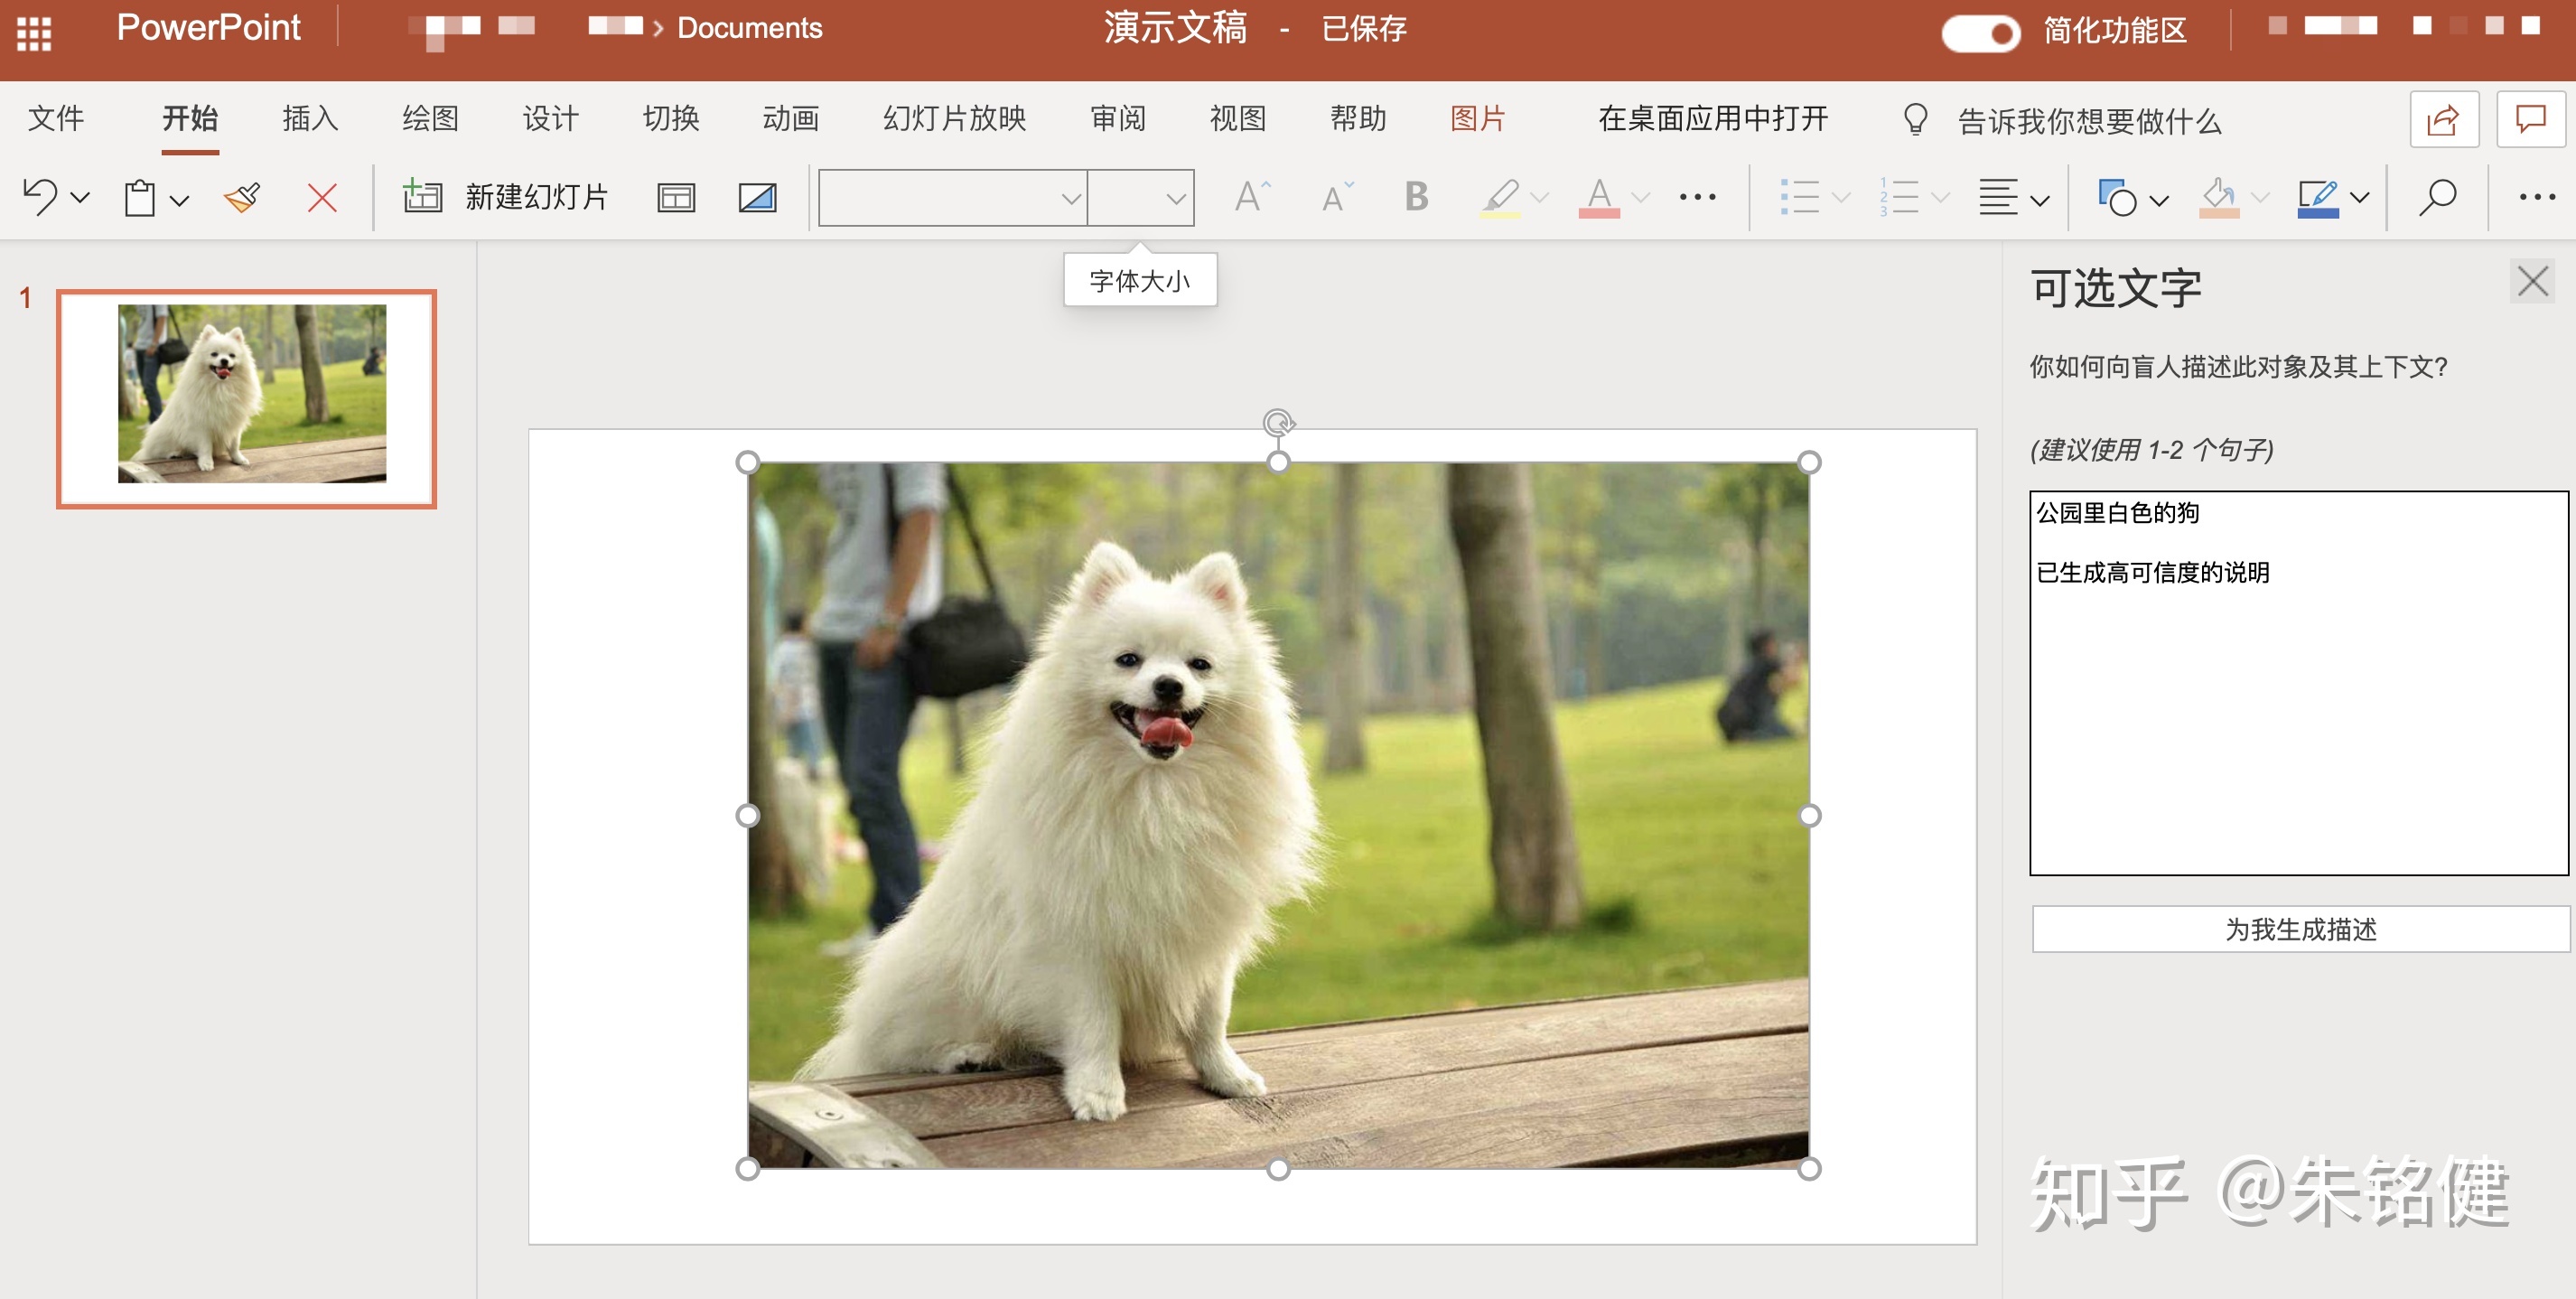 PowerPoint
Documents
演示文稿 - 已保存
简化功能区
文件 开始 插入 绘图 设计 切换 动画 幻灯片放映 审阅 视图 帮助 图片 在桌面应用中打开 告诉我你想要做什么
新建幻灯片
字体大小
1
可选文字
你如何向盲人描述此对象及其上下文?
(建议使用 1-2 个句子)
公园里白色的狗
已生成高可信度的说明
为我生成描述
知乎 @朱铭健